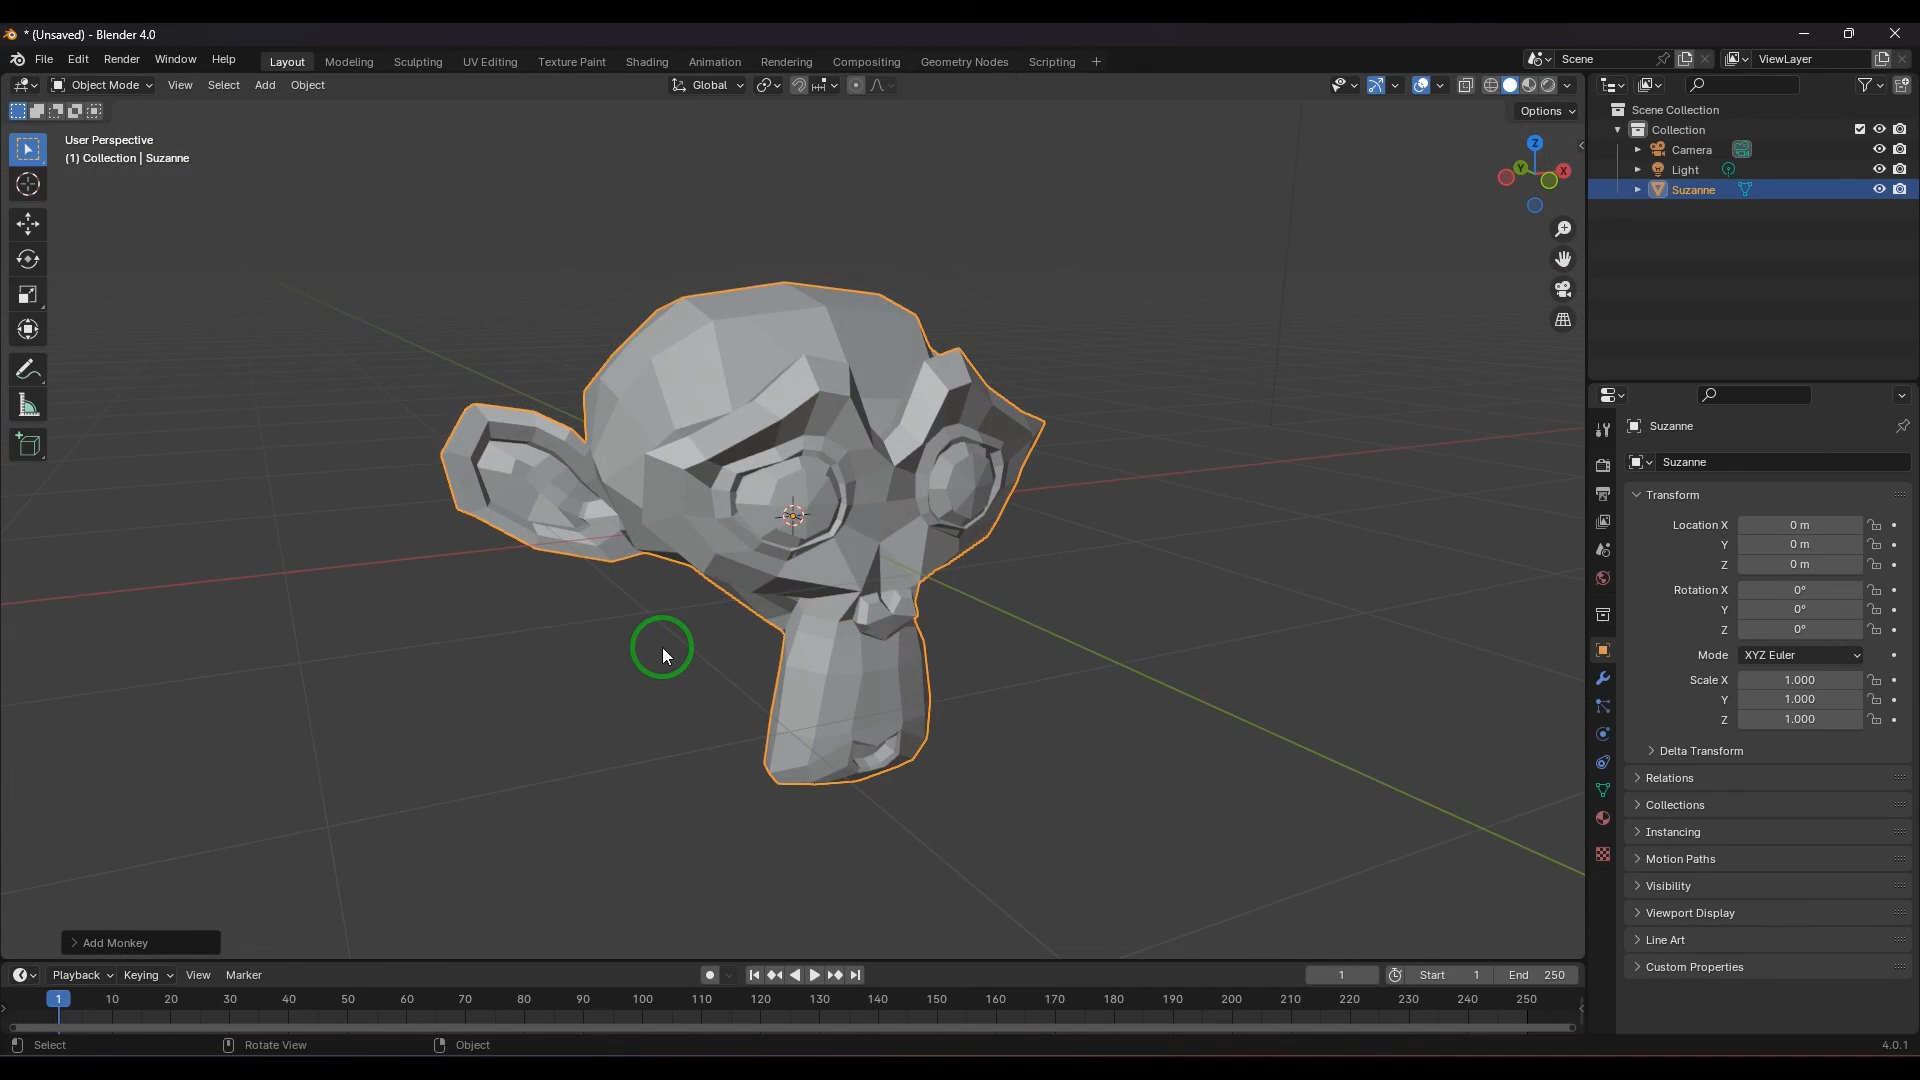 * (Unsaved) - Blender 4.0
File Edit Render Window Help Layout Modeling Sculpting UV Editing Texture Paint Shading Animation Rendering Compositing Geometry Nodes Scripting + Scene ViewLayer
Object Mode View Select Add Object Global
Options
User Perspective
(1) Collection | Suzanne
Z
Y
X
Scene Collection
Collection
Camera
Light
Suzanne
Suzanne
Suzanne
Transform
Location X 0 m
Y 0 m
Z 0 m
Rotation X 0°
Y 0°
Z 0°
Mode XYZ Euler
Scale X 1.000
Y 1.000
Z 1.000
Delta Transform
Relations
Collections
Instancing
Motion Paths
Visibility
Viewport Display
Line Art
Custom Properties
Add Monkey
Playback Keying View Marker 1 Start 1 End 250
1 10 20 30 40 50 60 70 80 90 100 110 120 130 140 150 160 170 180 190 200 210 220 230 240 250
Select Rotate View Object 4.0.1